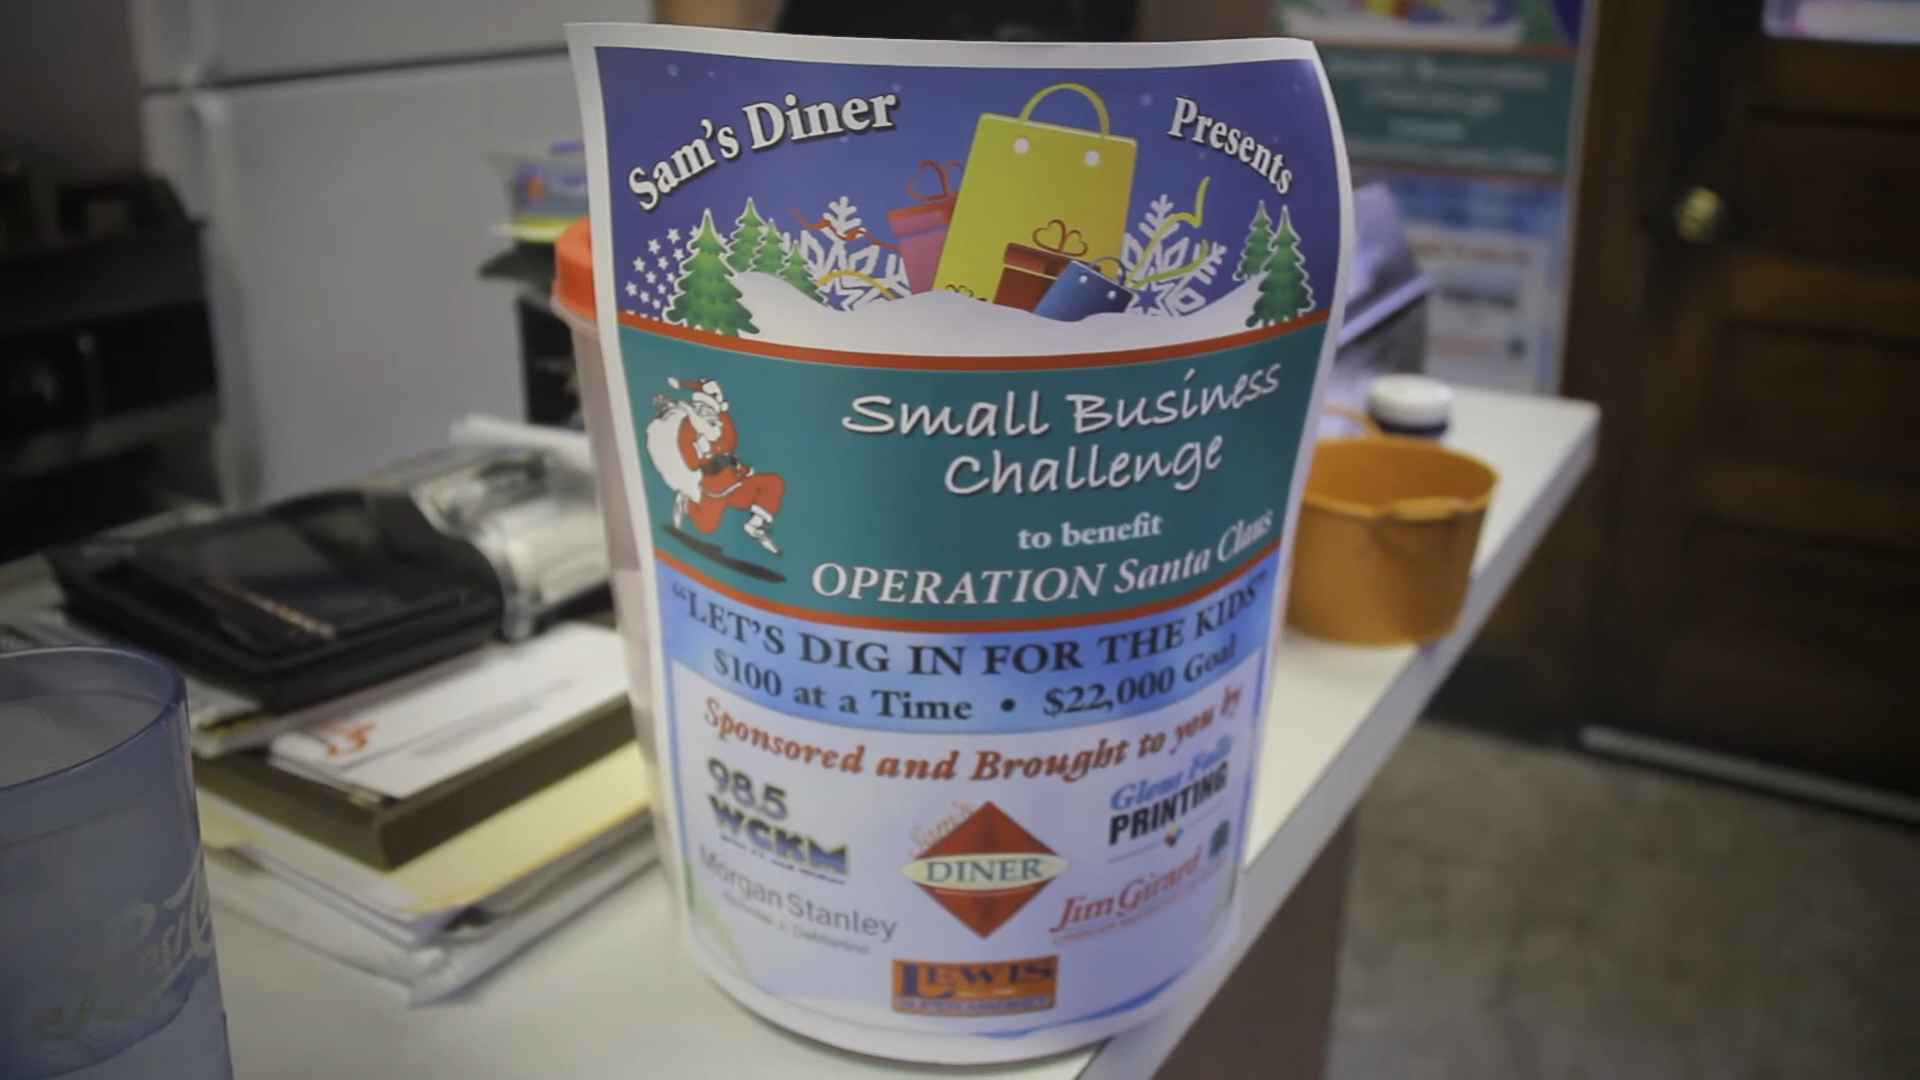 Sam's Diner Presents
Small Business
Challenge
to benefit
OPERATION Santa Claus
"LET'S DIG IN FOR THE KIDS"
$100 at a Time • $22,000 Goal
Sponsored and Brought to you by
98.5
WCKM
Morgan Stanley
Sam's
DINER
Glens Falls
PRINTING
Jim Girard
LEWIS